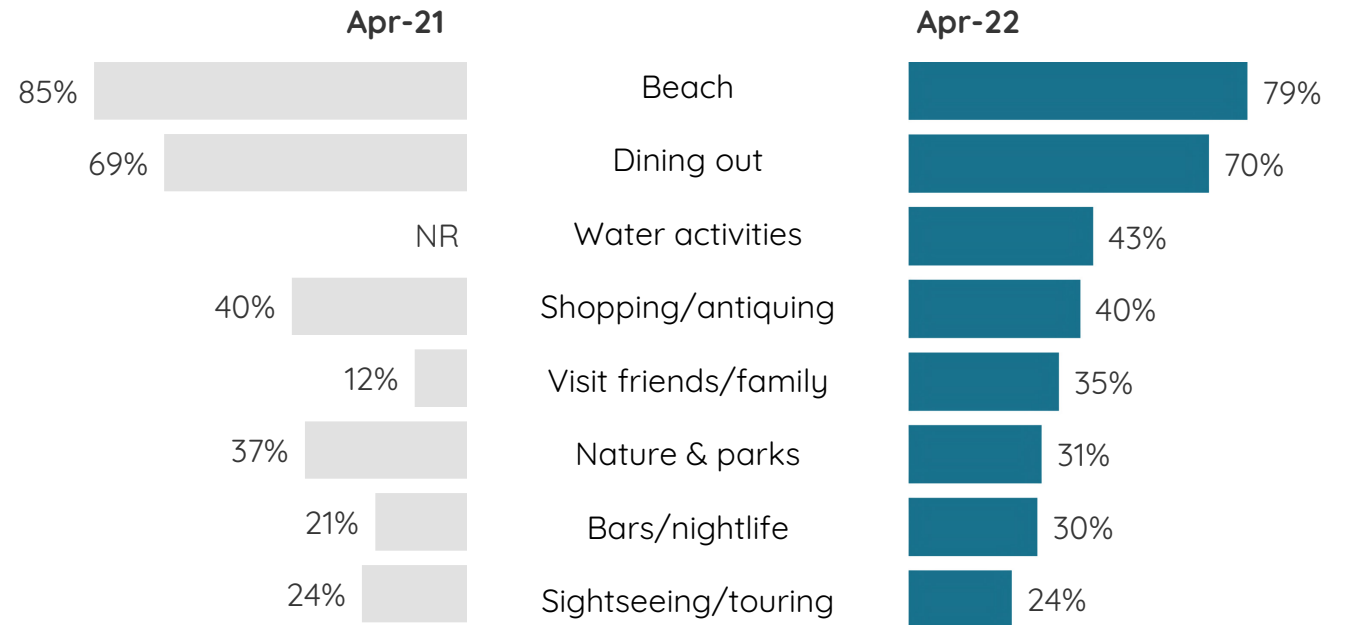 Apr-21 Apr-22
85% Beach 79%
69% Dining out 70%
NR Water activities 43%
40% Shopping/antiquing 40%
12% Visit friends/family 35%
37% Nature & parks 31%
21% Bars/nightlife 30%
24% Sightseeing/touring 24%